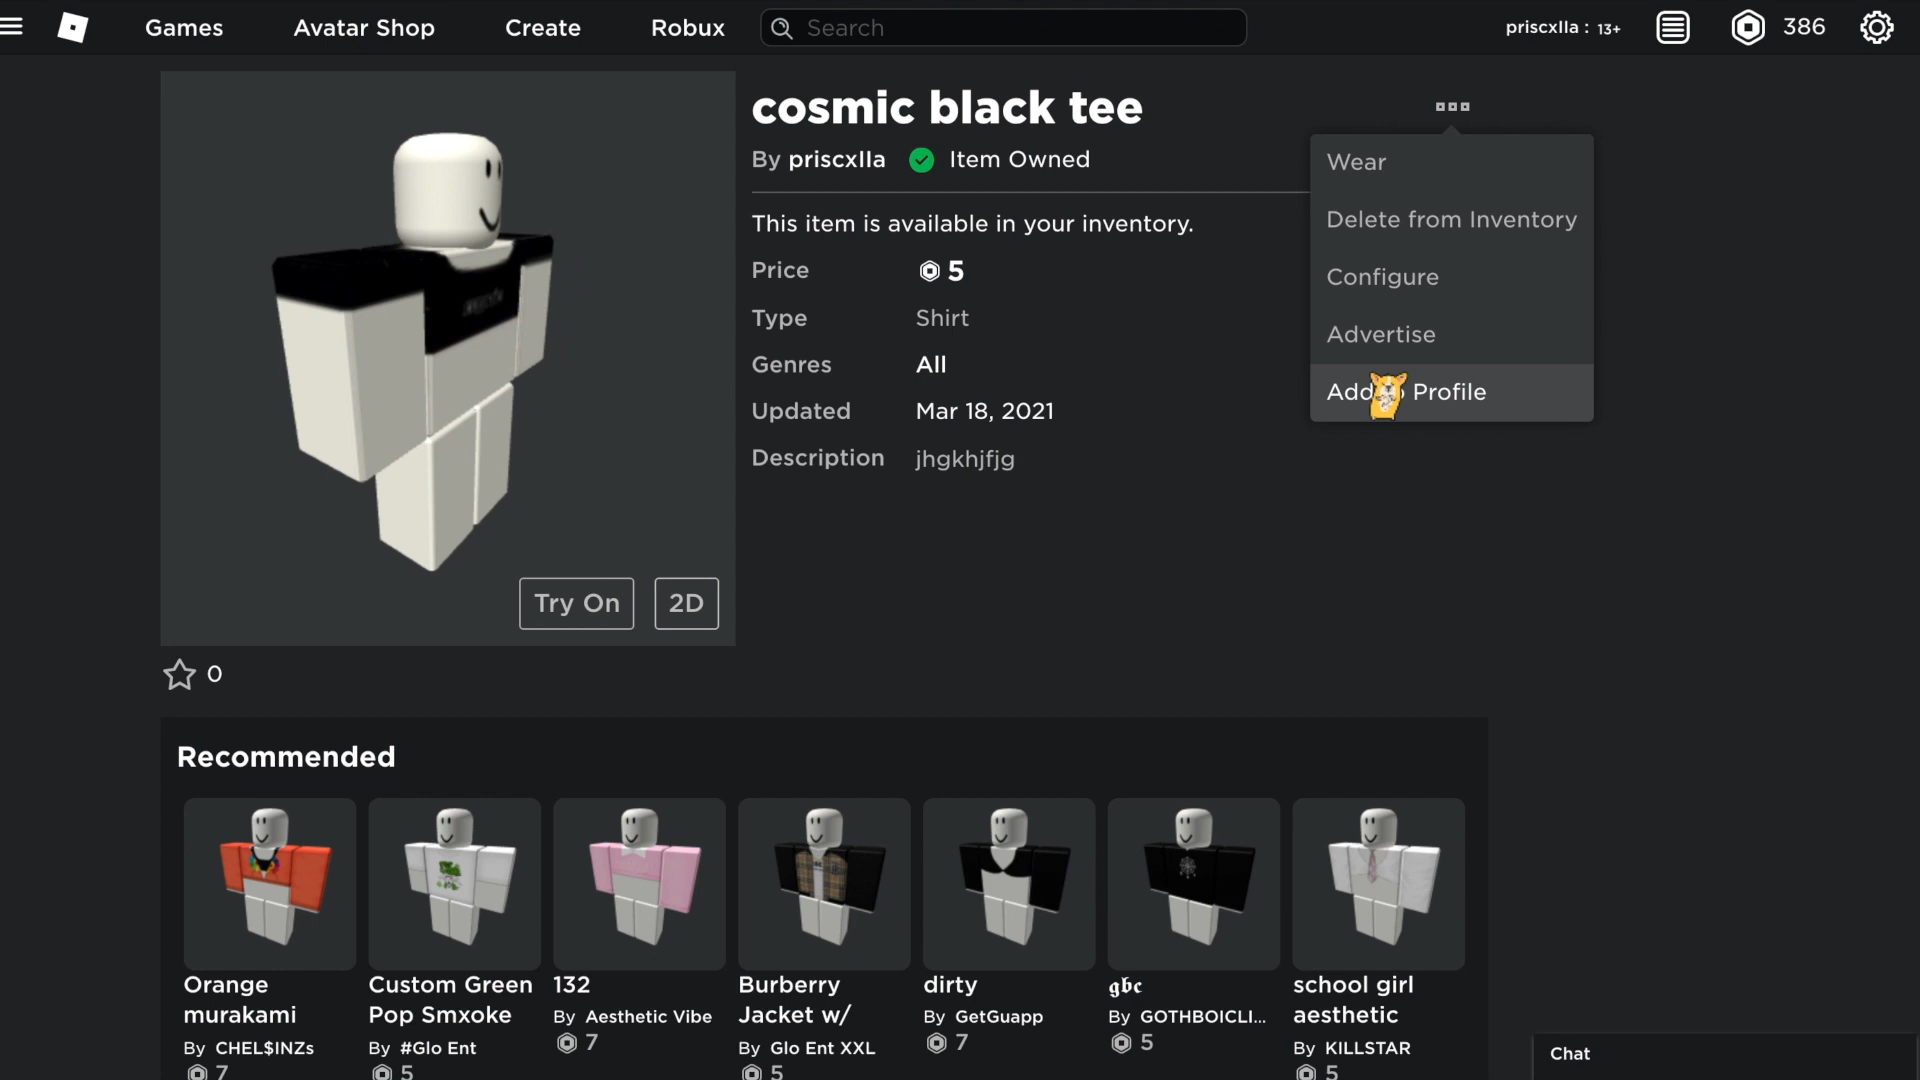 Games
Avatar Shop
Create
Robux
Search
priscxlla : 13+
386
cosmic black tee
By priscxlla
Item Owned
This item is available in your inventory.
Price
5
Type
Shirt
Genres
All
Updated
Mar 18, 2021
Description
jhgkhjfjg
Wear
Delete from Inventory
Configure
Advertise
Add Profile
Try On
2D
0
Recommended
Orange
murakami
By CHEL$INZs
7
Custom Green
Pop Smxoke
By #Glo Ent
5
132
By Aesthetic Vibe
7
Burberry
Jacket w/
By Glo Ent XXL
5
dirty
By GetGuapp
7
𝖌𝖇𝖈
By GOTHBOICLI...
5
school girl
aesthetic
By KILLSTAR
5
Chat